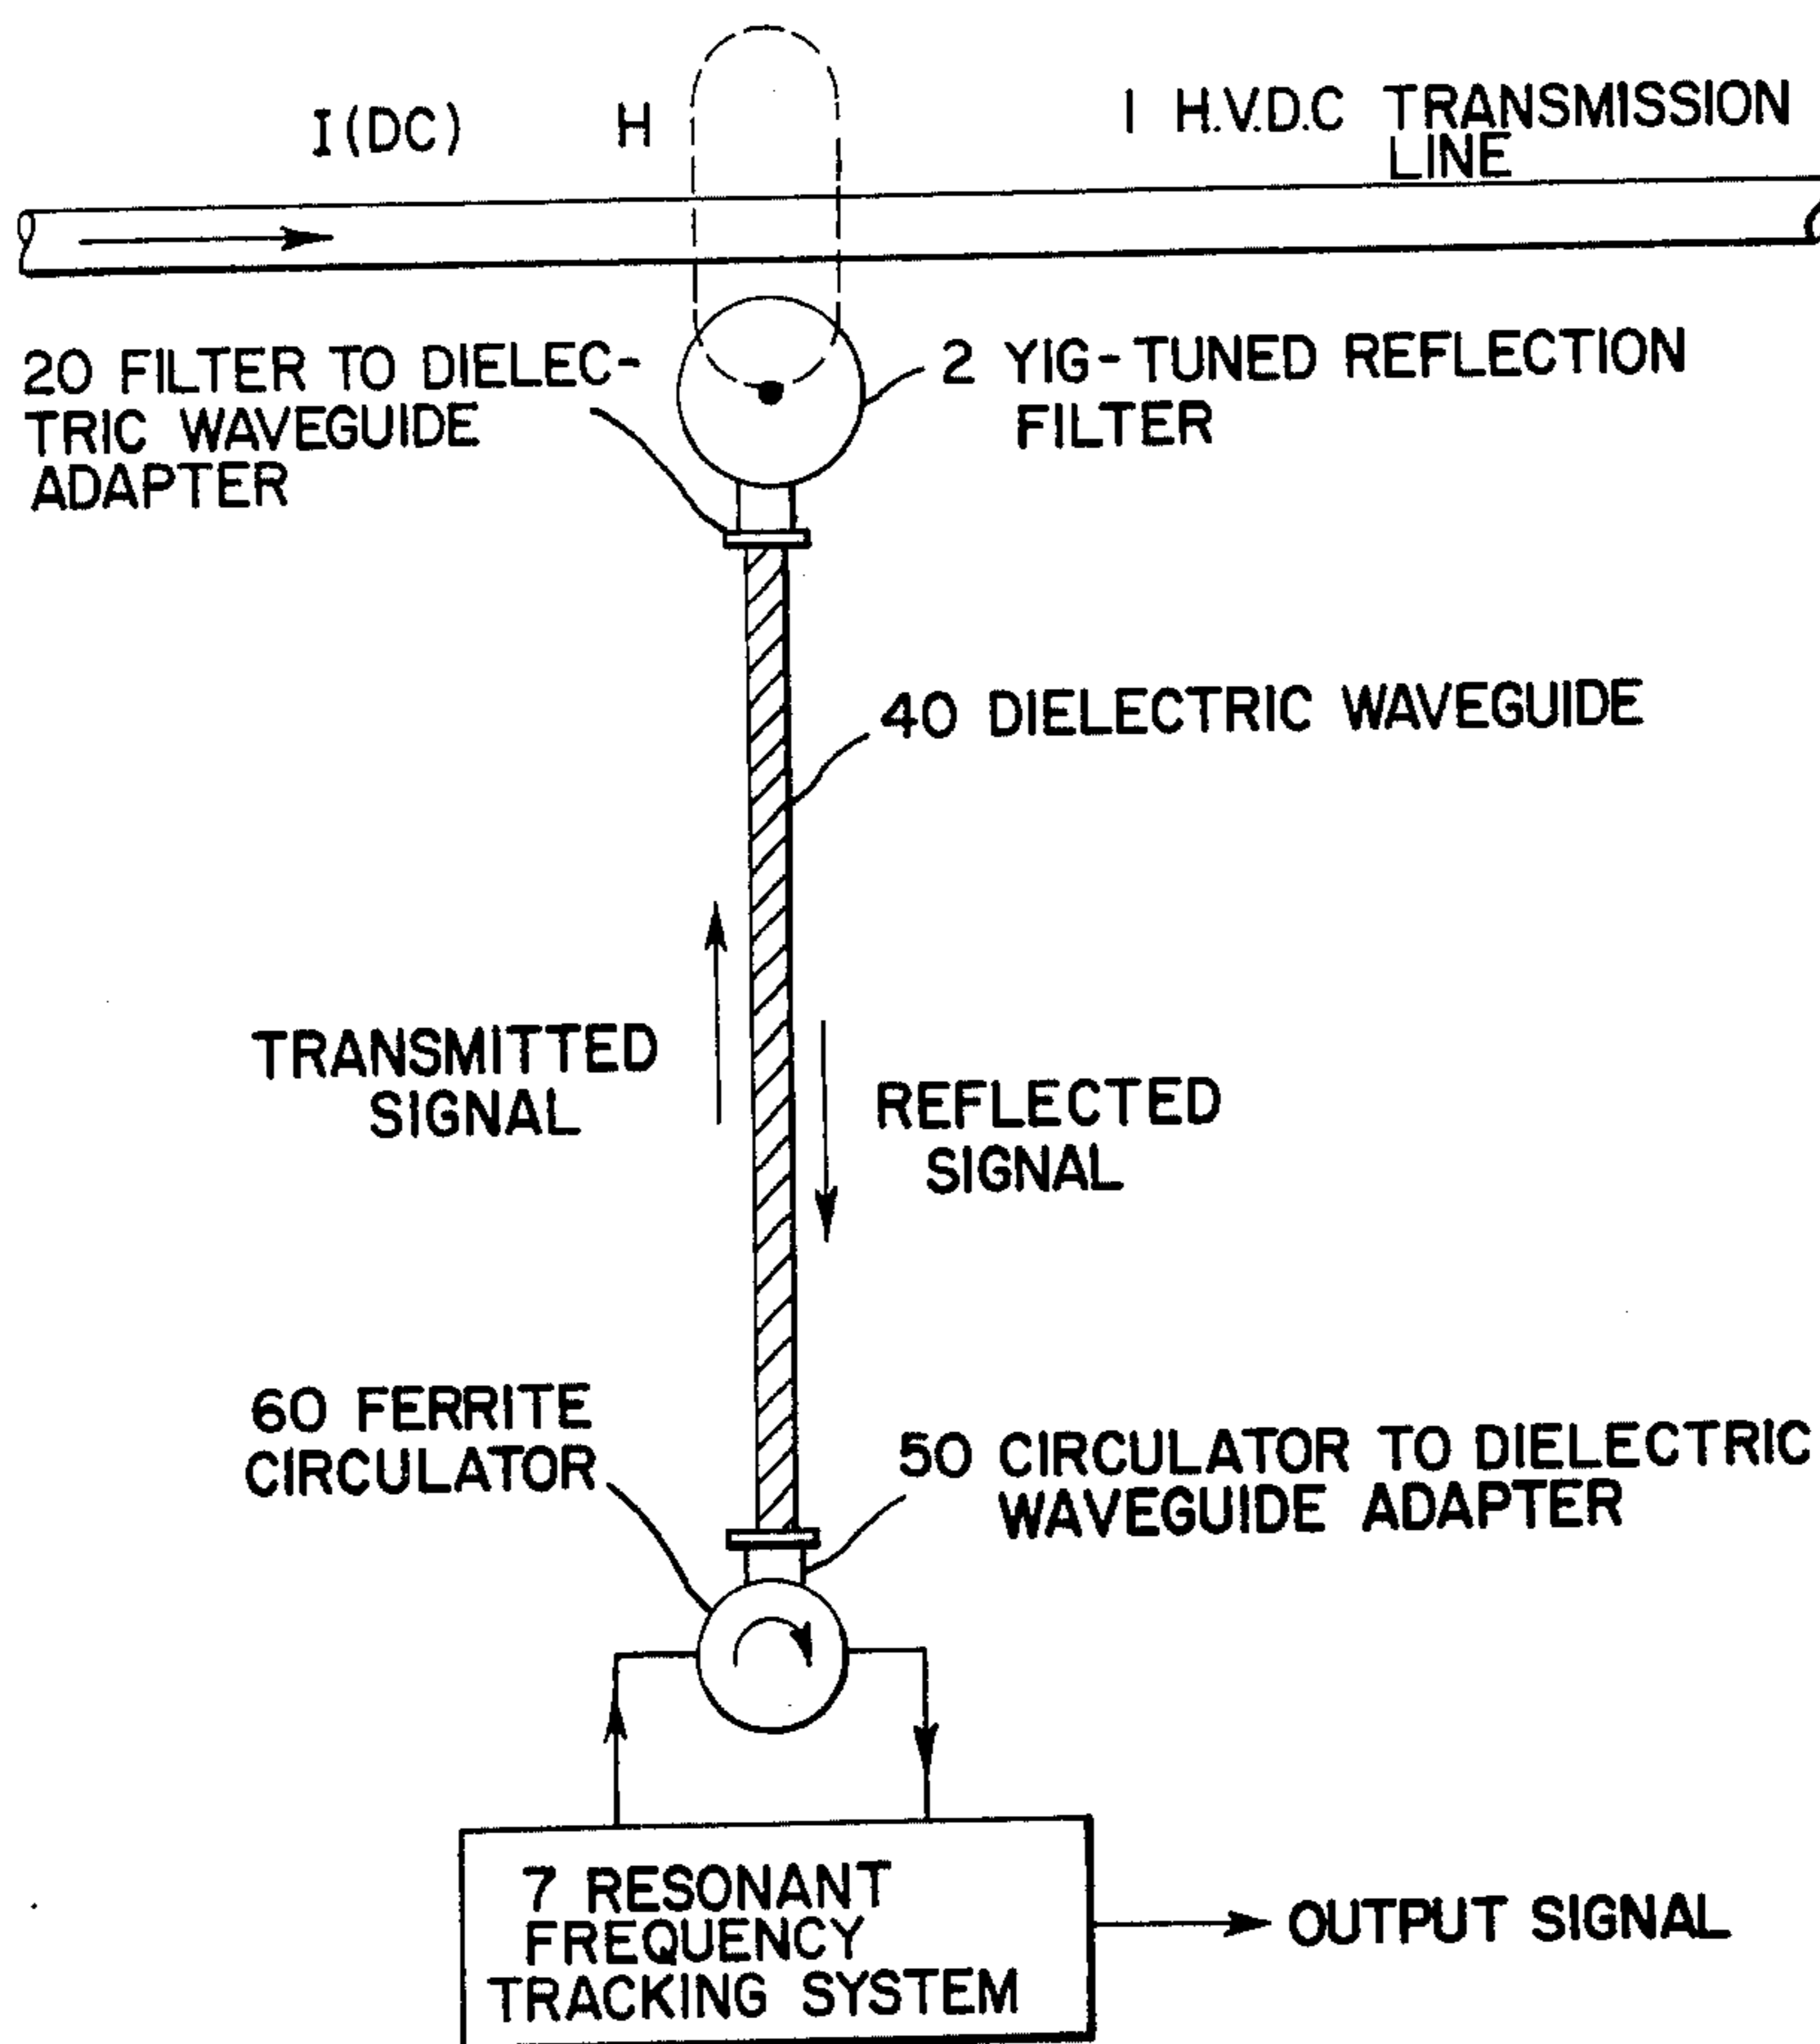 I(DC)
H
1 H.V.D.C TRANSMISSION
LINE
20 FILTER TO DIELEC-
TRIC WAVEGUIDE
ADAPTER
2 YIG-TUNED REFLECTION
FILTER
40 DIELECTRIC WAVEGUIDE
TRANSMITTED
SIGNAL
REFLECTED
SIGNAL
60 FERRITE
CIRCULATOR
50 CIRCULATOR TO DIELECTRIC
WAVEGUIDE ADAPTER
7 RESONANT
FREQUENCY
TRACKING SYSTEM
OUTPUT SIGNAL